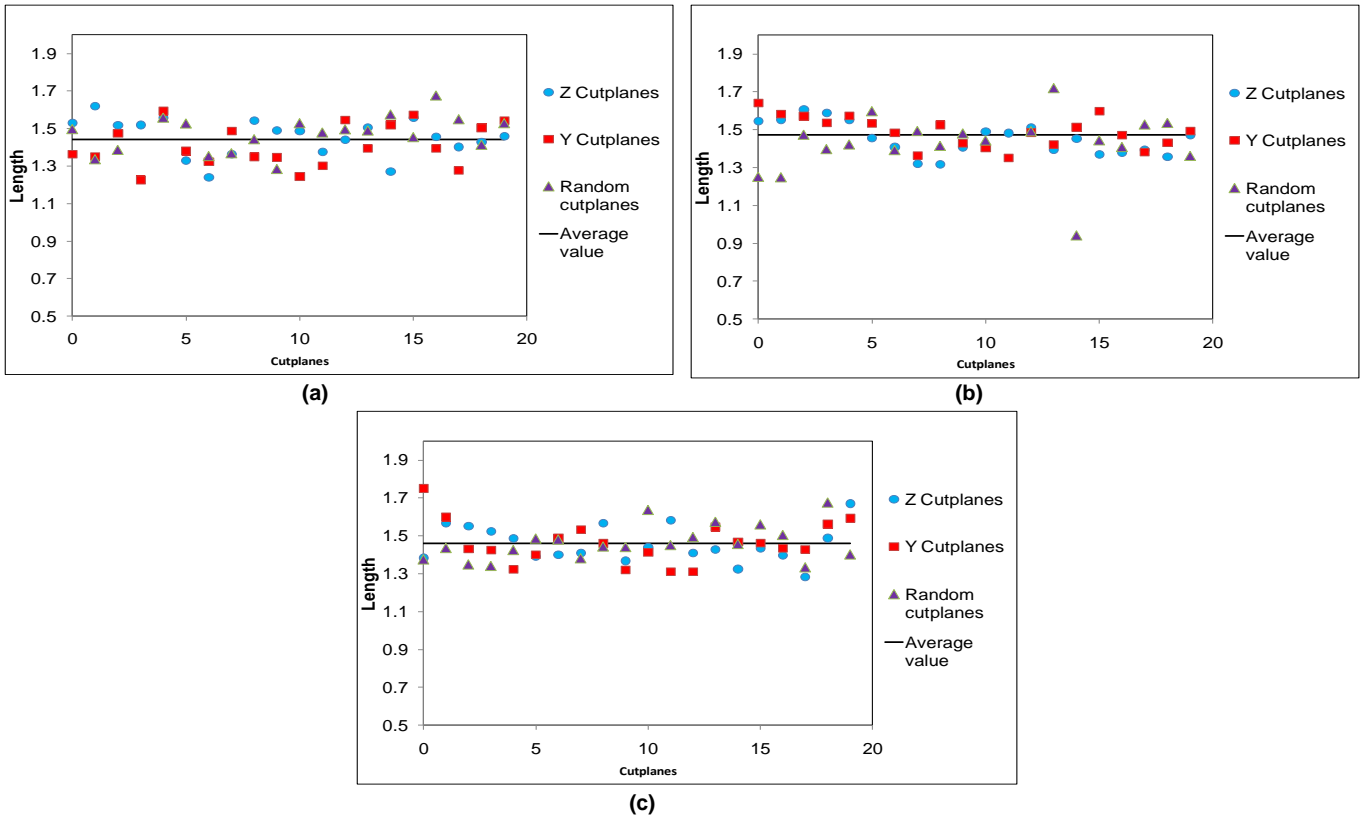 1.9
1.7
1.5
1.3
1.1
0.9
0.7
0.5
Length
0 5 10 15 20
Cutplanes
Z Cutplanes
Y Cutplanes
Random
cutplanes
Average
value
(a)
1.9
1.7
1.5
1.3
1.1
0.9
0.7
0.5
Length
0 5 10 15 20
Cutplanes
Z Cutplanes
Y Cutplanes
Random
cutplanes
Average
value
(b)
1.9
1.7
1.5
1.3
1.1
0.9
0.7
0.5
Length
0 5 10 15 20
Cutplanes
Z Cutplanes
Y Cutplanes
Random
cutplanes
Average
value
(c)